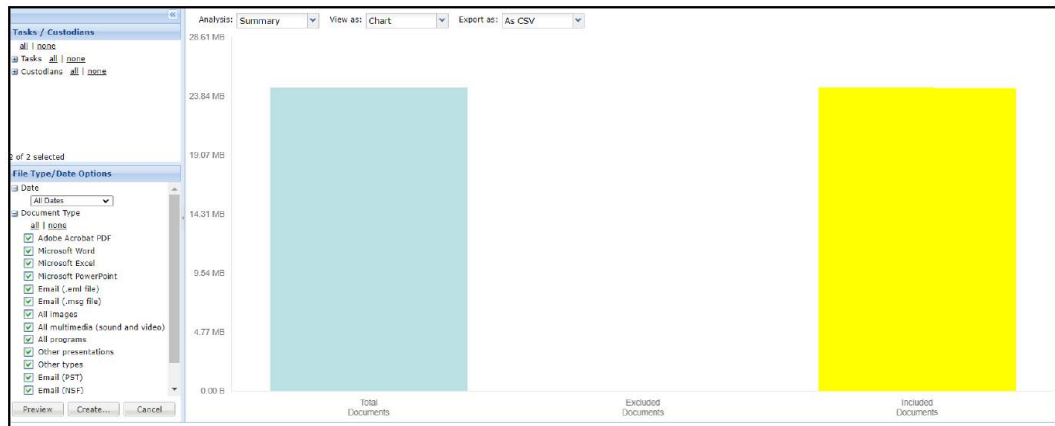 «
Tasks / Custodians
all | none
Tasks all | none
Custodians all | none
2 of 2 selected
File Type/Date Options
Date
All Dates
Document Type
all | none
Adobe Acrobat PDF
Microsoft Word
Microsoft Excel
Microsoft PowerPoint
Email (.eml file)
Email (.msg file)
All images
All multimedia (sound and video)
All programs
Other presentations
Other types
Email (PST)
Email (NSF)
Preview Create... Cancel
Analysis: Summary View as: Chart Export as: As CSV
28.61 MB
23.84 MB
19.07 MB
14.31 MB
9.54 MB
4.77 MB
0.00 B
Total Documents
Excluded Documents
Included Documents